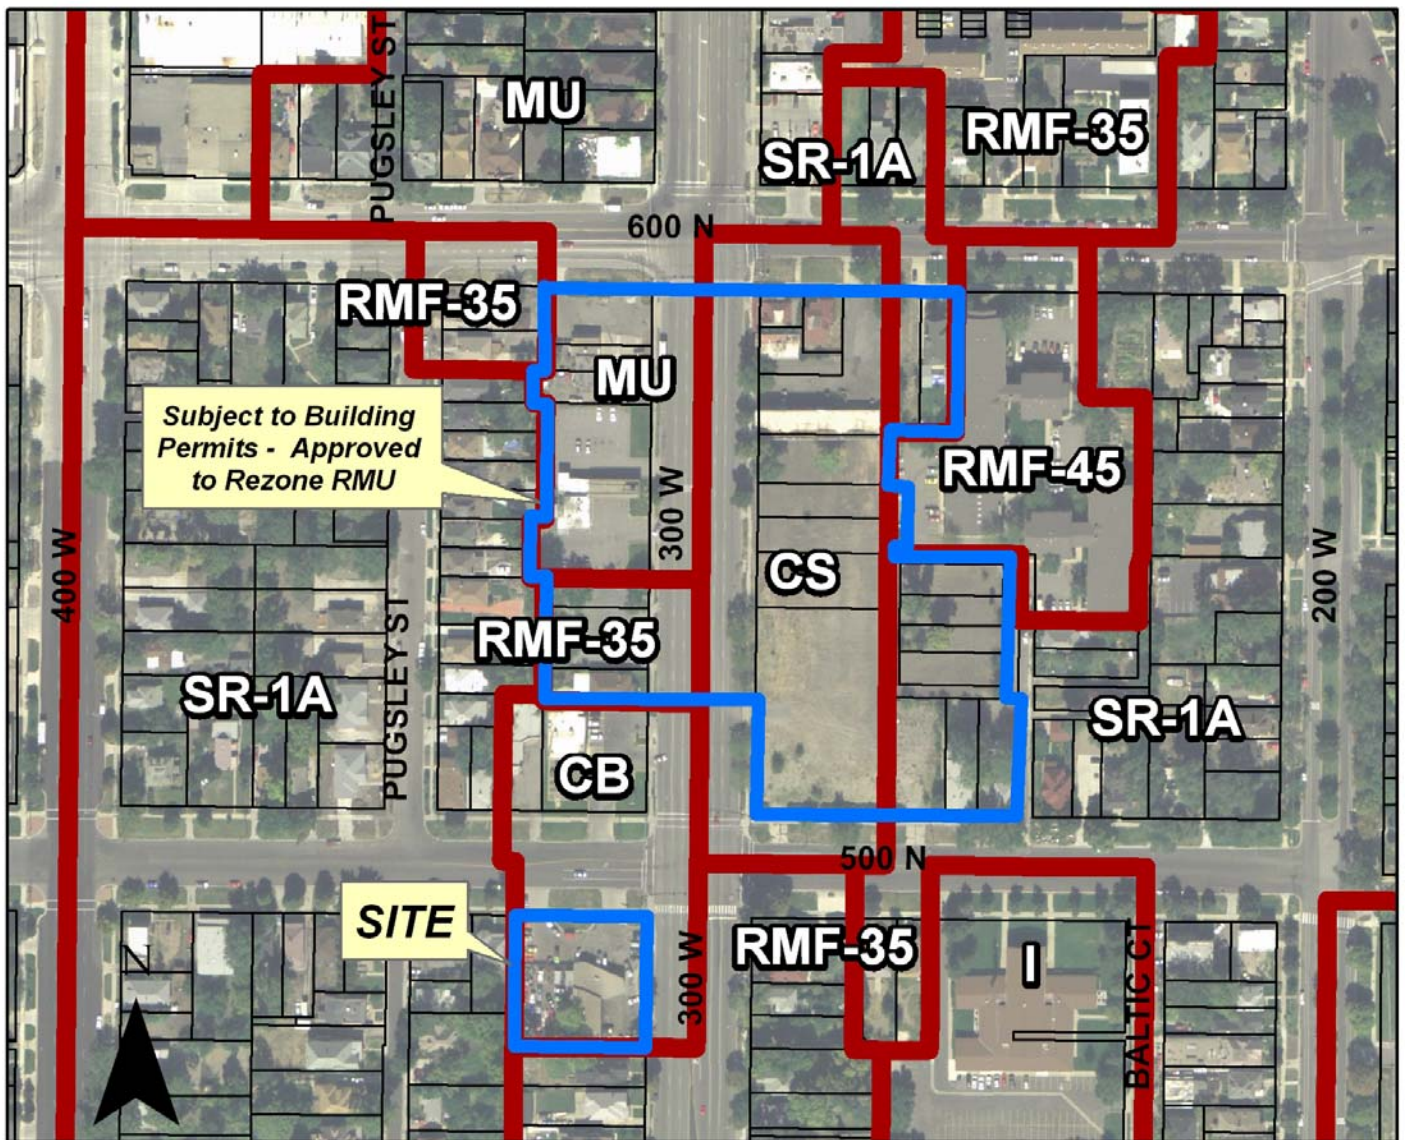 PUGSLEY ST
MU
SR-1A
RMF-35
600 N
RMF-35
MU
Subject to Building
Permits - Approved
to Rezone RMU
300 W
RMF-45
400 W
CS
200 W
RMF-35
PUGSLEY ST
SR-1A
SR-1A
CB
500 N
SITE
300 W
RMF-35
I
BALTIC CT
N